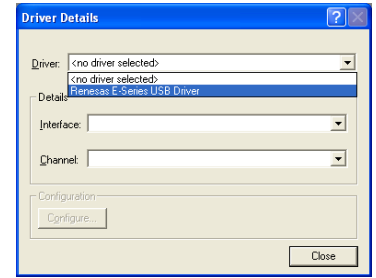 Driver Details
Driver: <no driver selected>
<no driver selected>
Renesas E-Series USB Driver
Details
Interface:
Channel:
Configuration
Configure...
Close